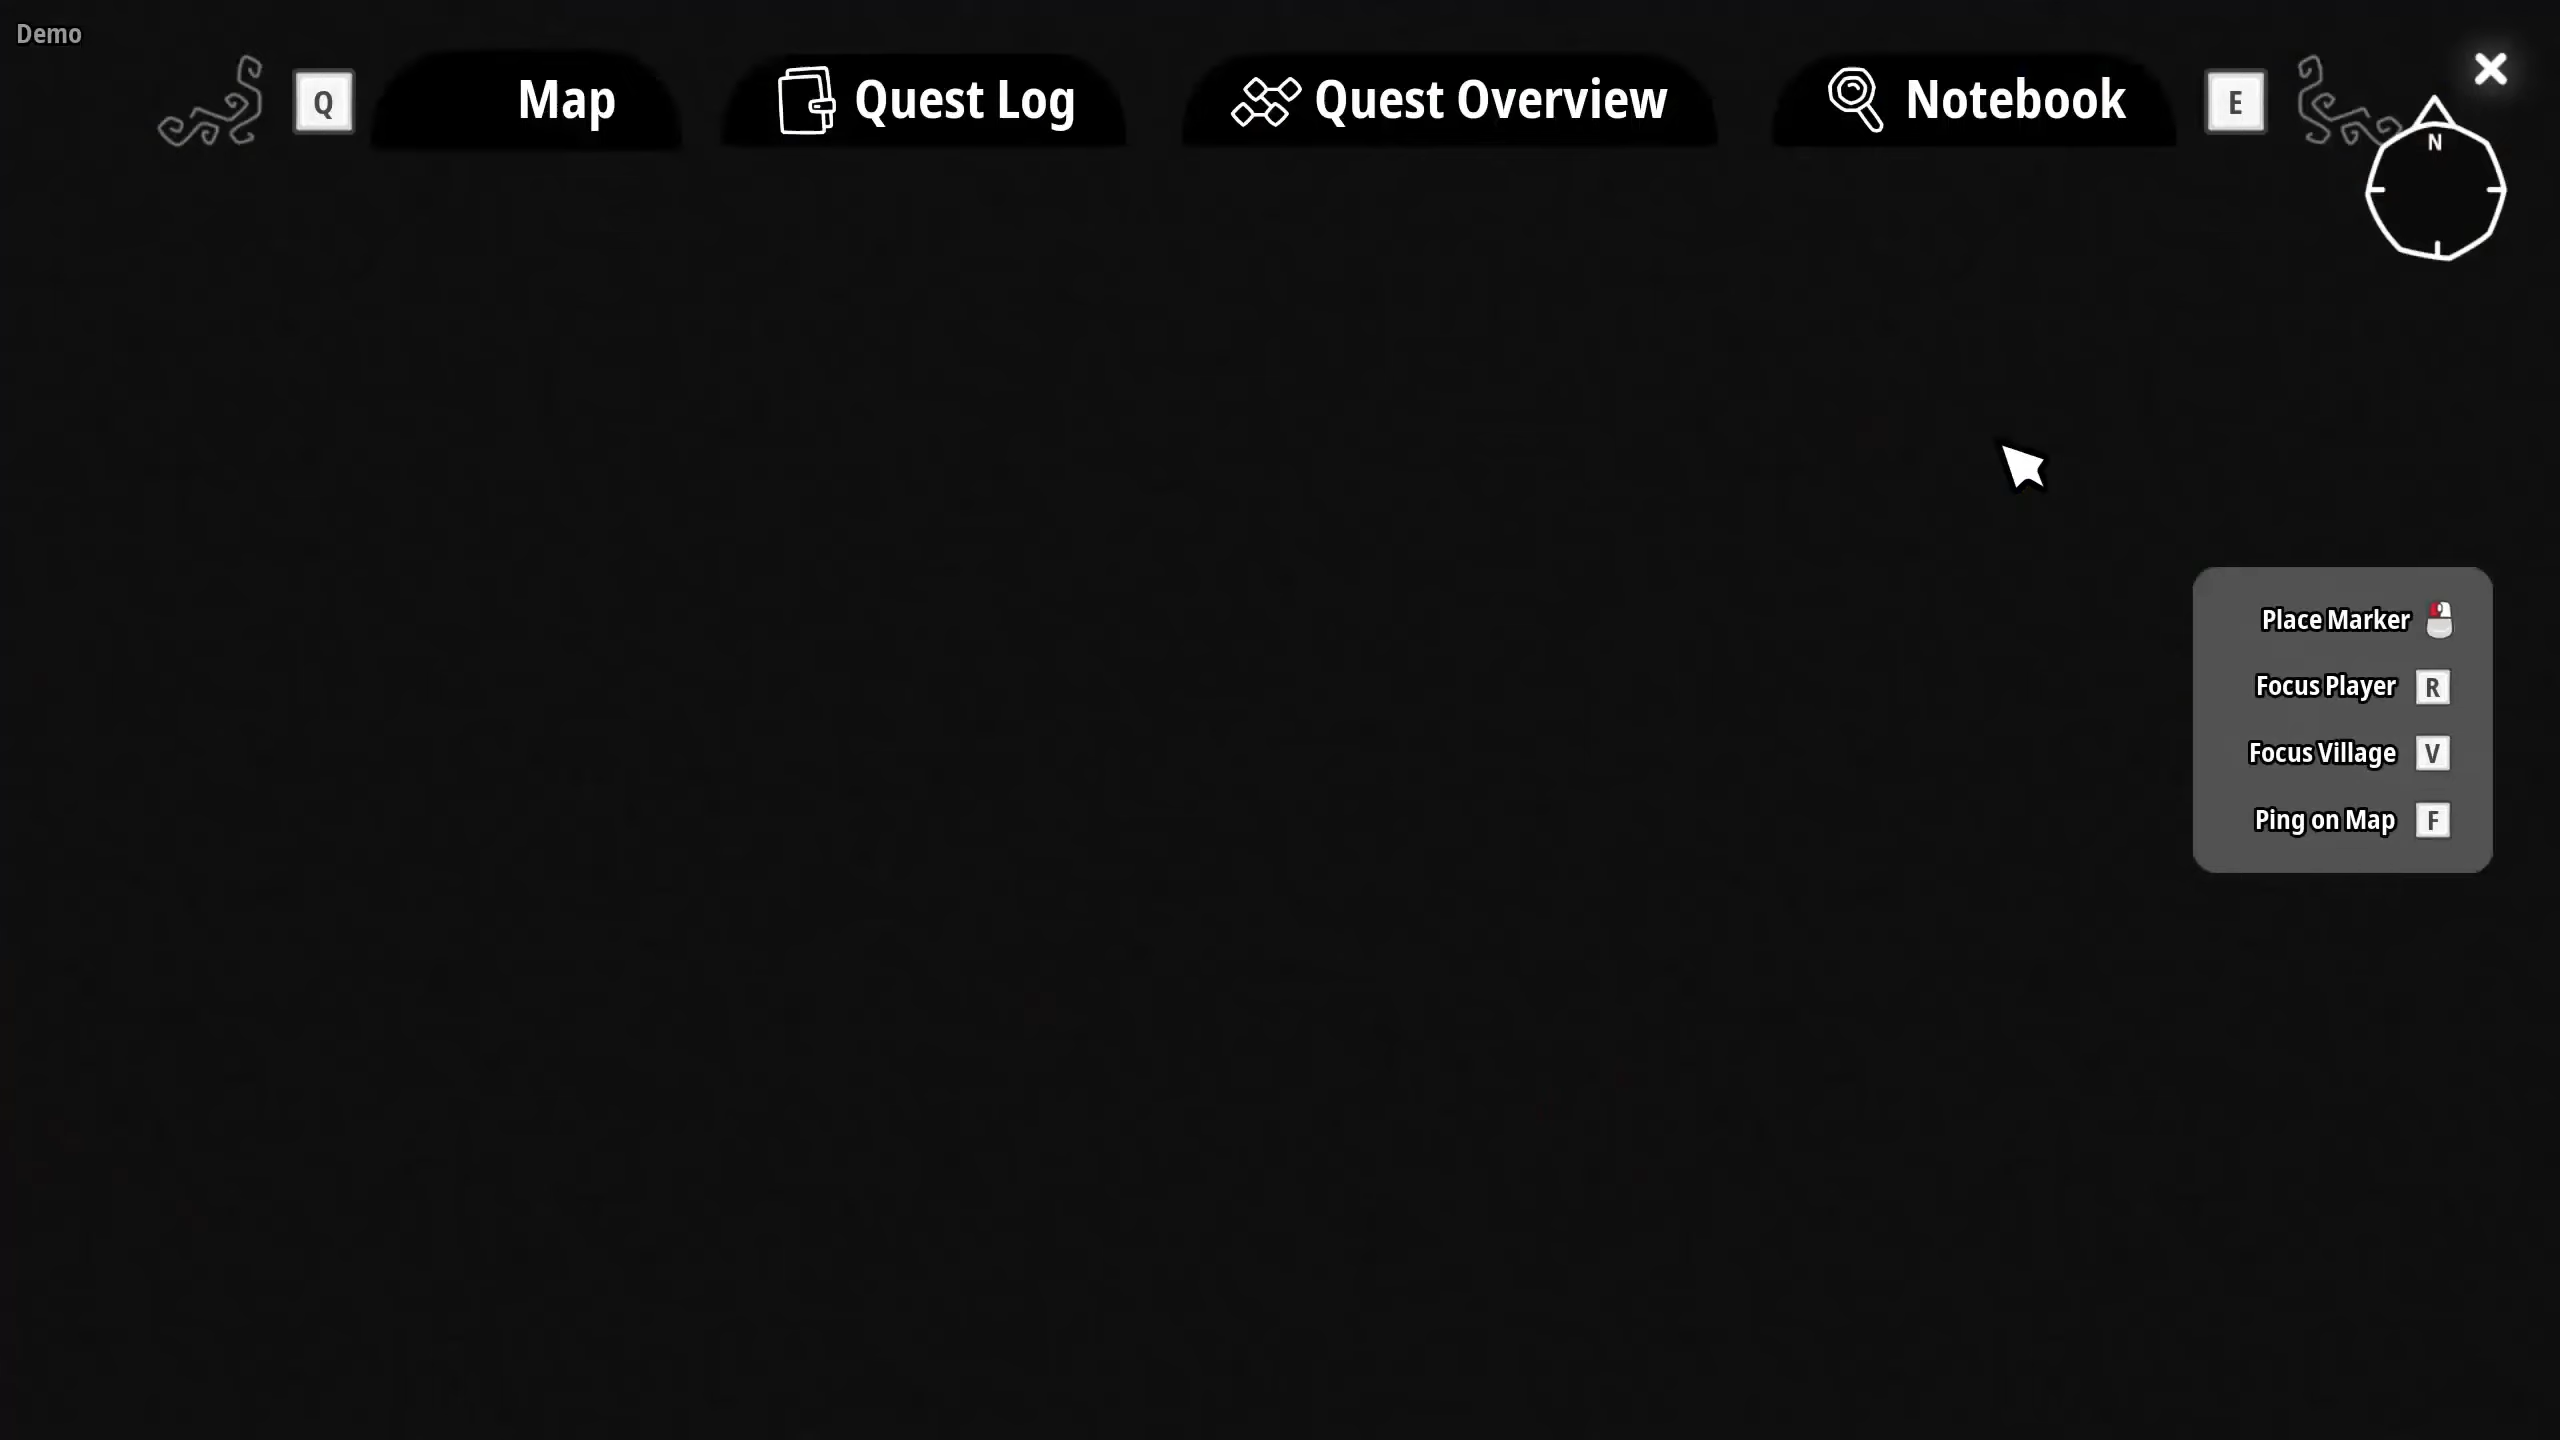 Demo
Q
Map
Quest Log
Quest Overview
Notebook
E
N
Place Marker
Focus Player R
Focus Village V
Ping on Map F